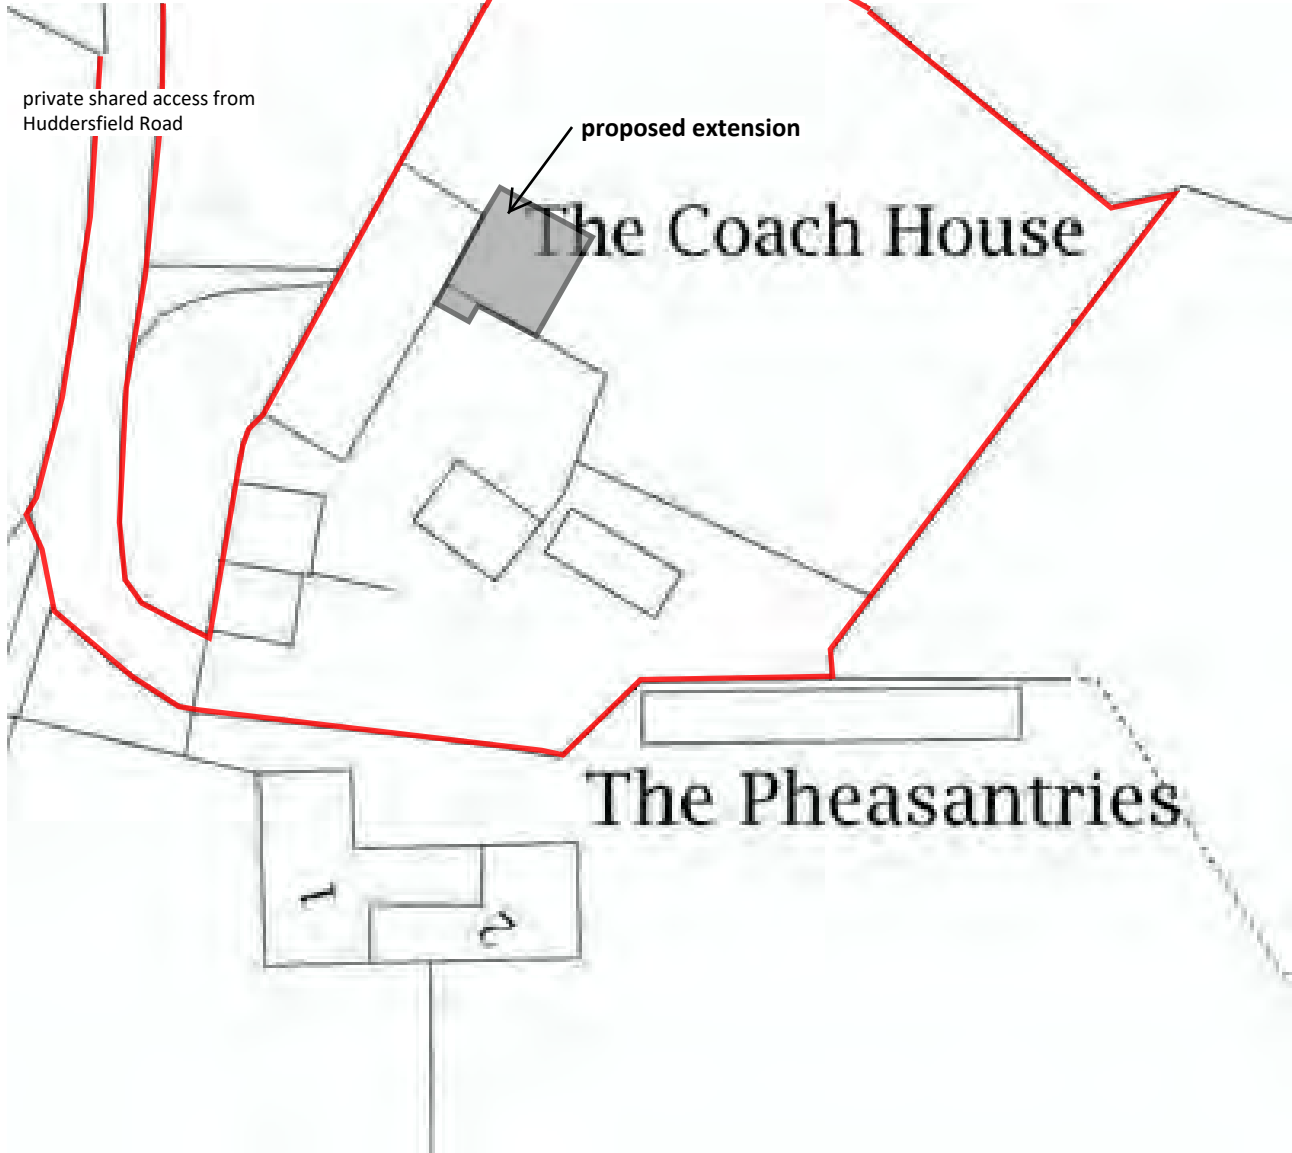 private shared access from
Huddersfield Road
proposed extension
The Coach House
The Pheasantries
1
2